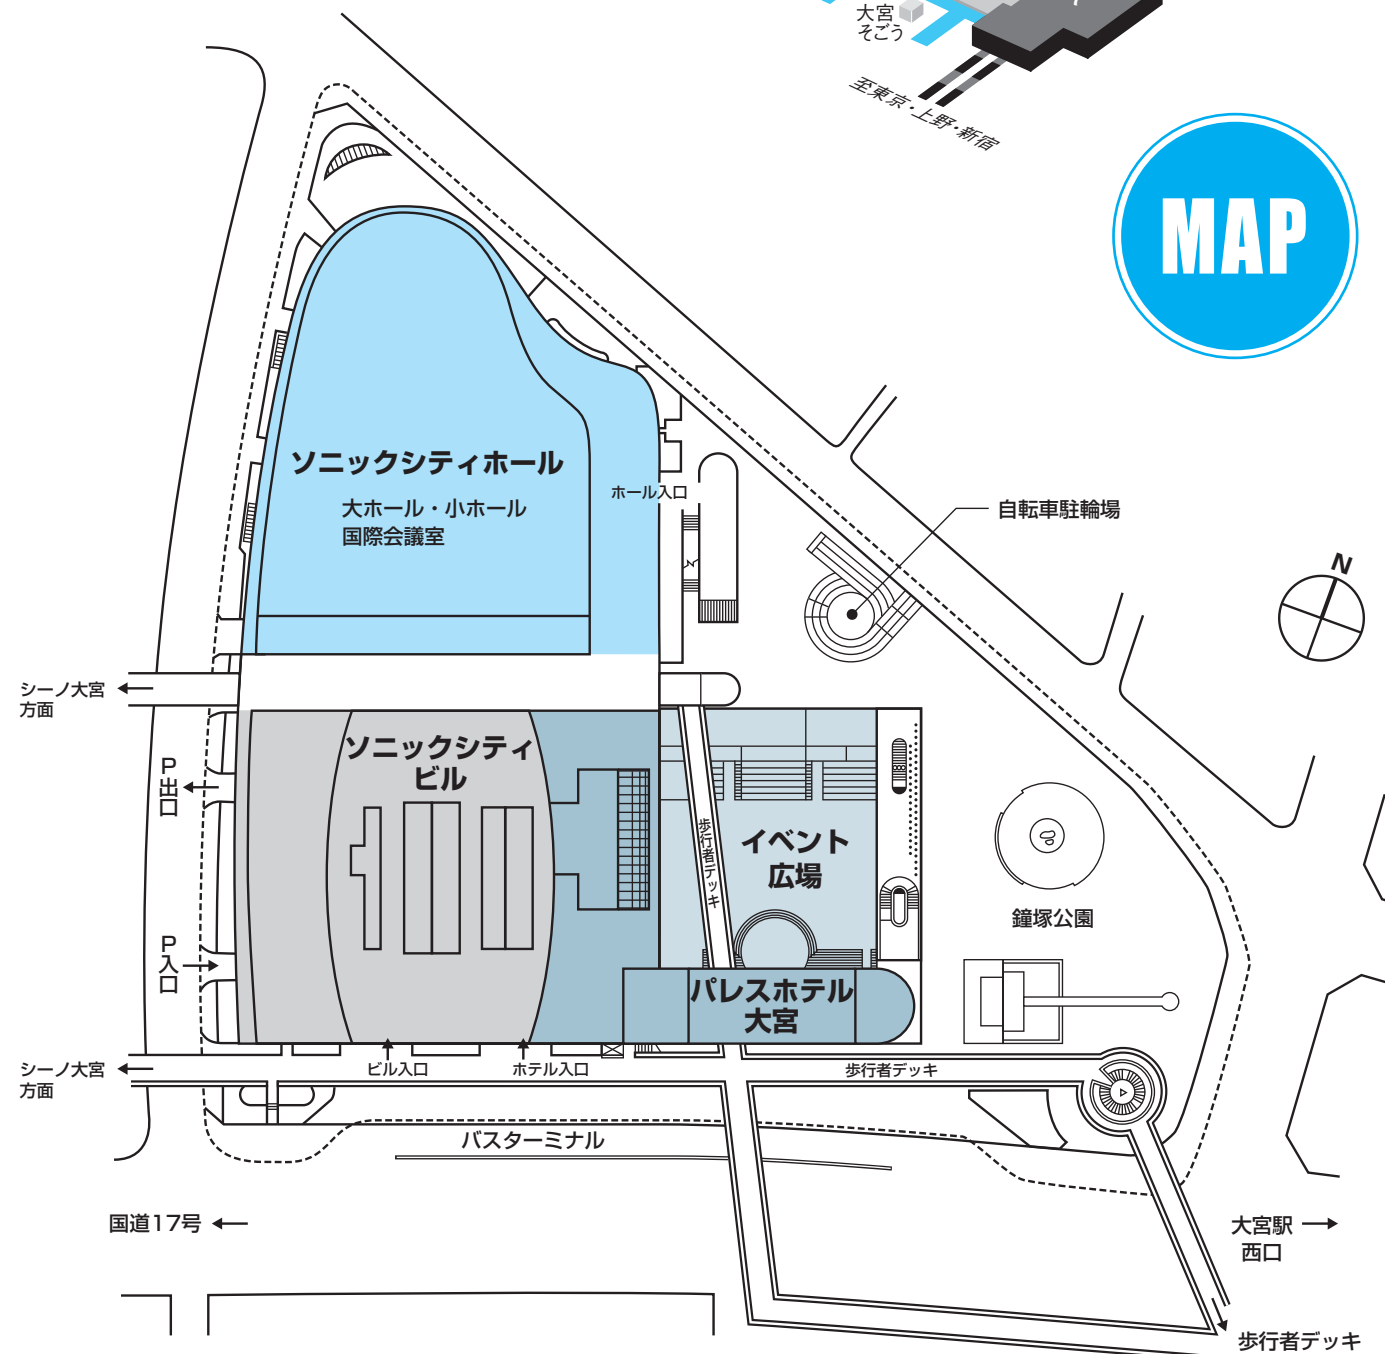 大宮
そごう
至東京・上野・新宿
MAP
ソニックシティホール
大ホール・小ホール
国際会議室
ホール入口
自転車駐輪場
N
シーノ大宮
方面
ソニックシティ
ビル
P出口
歩行者デッキ
イベント
広場
鐘塚公園
P入口
パレスホテル
大宮
シーノ大宮
方面
ビル入口
ホテル入口
歩行者デッキ
バスターミナル
国道17号
大宮駅
西口
歩行者デッキ